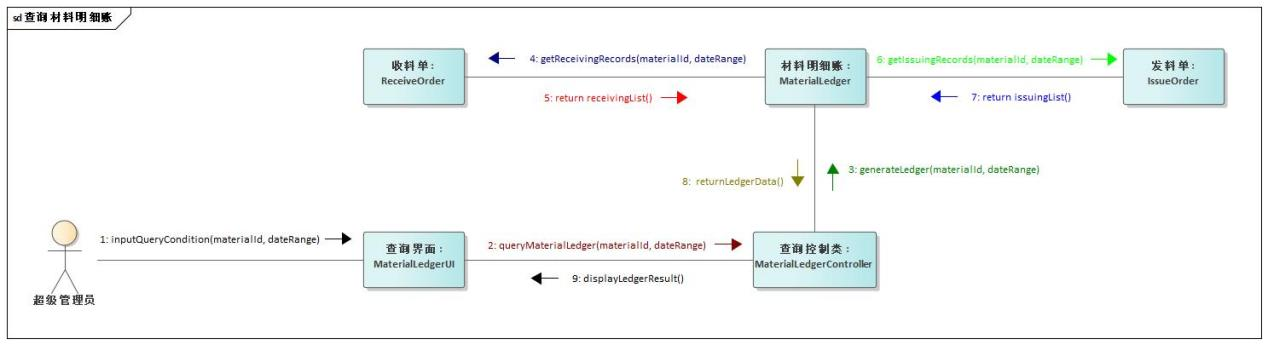 sd 查询材料明细账
收料单：
ReceiveOrder
4: getReceivingRecords(materialId, dateRange)
5: return receivingList()
材料明细账：
MaterialLedger
6: getIssuingRecords(materialId, dateRange)
7: return issuingList()
发料单：
IssueOrder
8: returnLedgerData()
3: generateLedger(materialId, dateRange)
超级管理员
1: inputQueryCondition(materialId, dateRange)
查询界面：
MaterialLedgerUI
2: queryMaterialLedger(materialId, dateRange)
9: displayLedgerResult()
查询控制类：
MaterialLedgerController